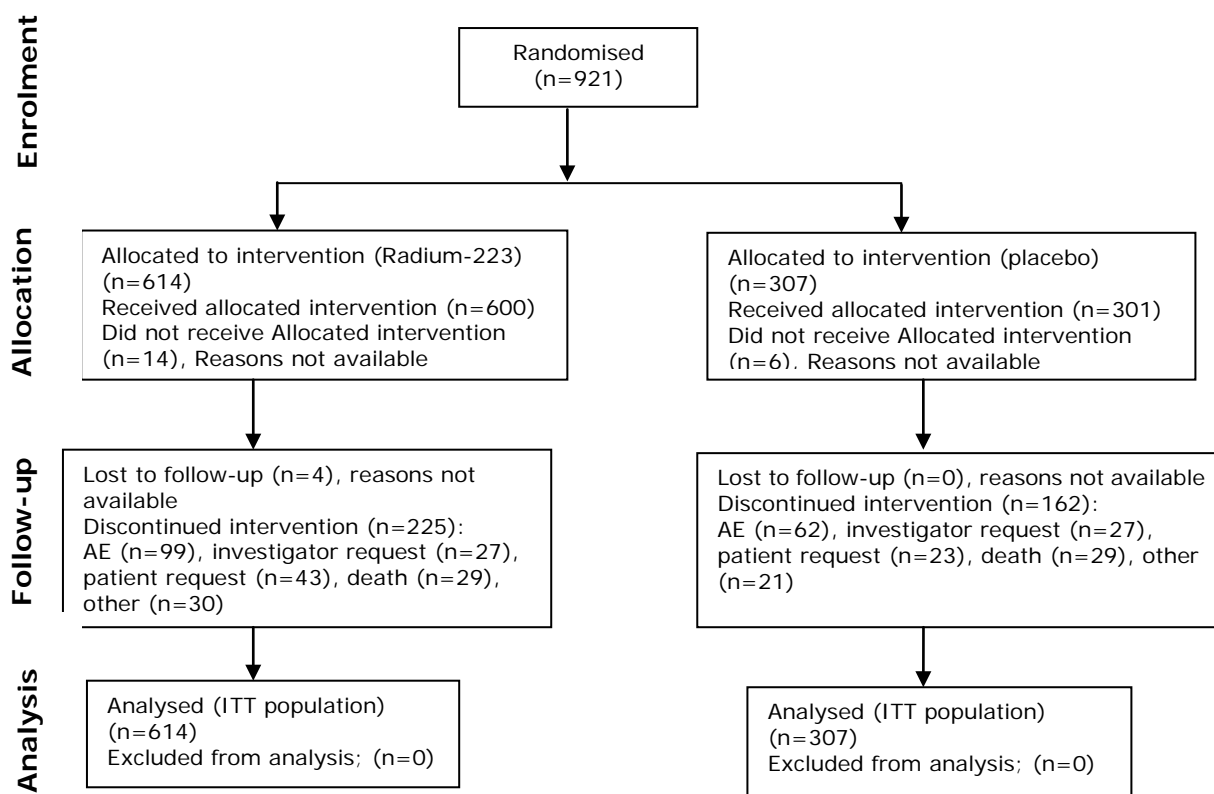 Enrolment
Randomised
(n=921)
Allocation
Allocated to intervention (Radium-223)
(n=614)
Received allocated intervention (n=600)
Did not receive Allocated intervention
(n=14), Reasons not available
Allocated to intervention (placebo)
(n=307)
Received allocated intervention (n=301)
Did not receive Allocated intervention
(n=6), Reasons not available
Follow-up
Lost to follow-up (n=4), reasons not
available
Discontinued intervention (n=225):
AE (n=99), investigator request (n=27),
patient request (n=43), death (n=29),
other (n=30)
Lost to follow-up (n=0), reasons not available
Discontinued intervention (n=162):
AE (n=62), investigator request (n=27),
patient request (n=23), death (n=29), other
(n=21)
Analysis
Analysed (ITT population)
(n=614)
Excluded from analysis; (n=0)
Analysed (ITT population)
(n=307)
Excluded from analysis; (n=0)